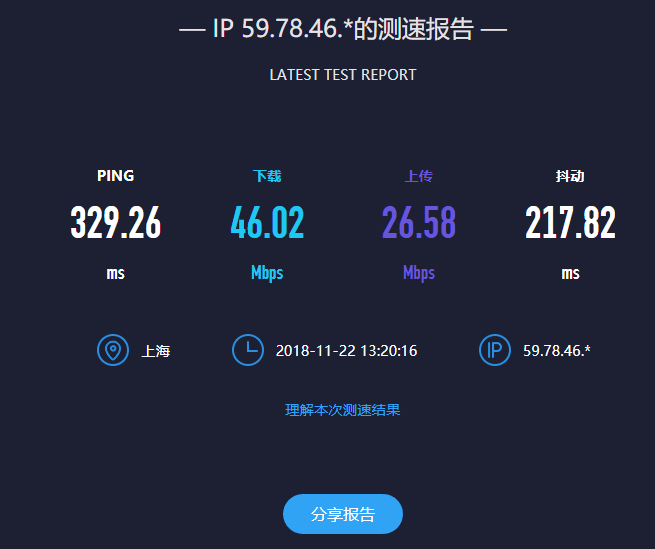 — IP 59.78.46.*的测速报告 —
LATEST TEST REPORT
PING 下载 上传 抖动
329.26 46.02 26.58 217.82
ms Mbps Mbps ms
上海 2018-11-22 13:20:16 IP 59.78.46.*
理解本次测速结果
分享报告